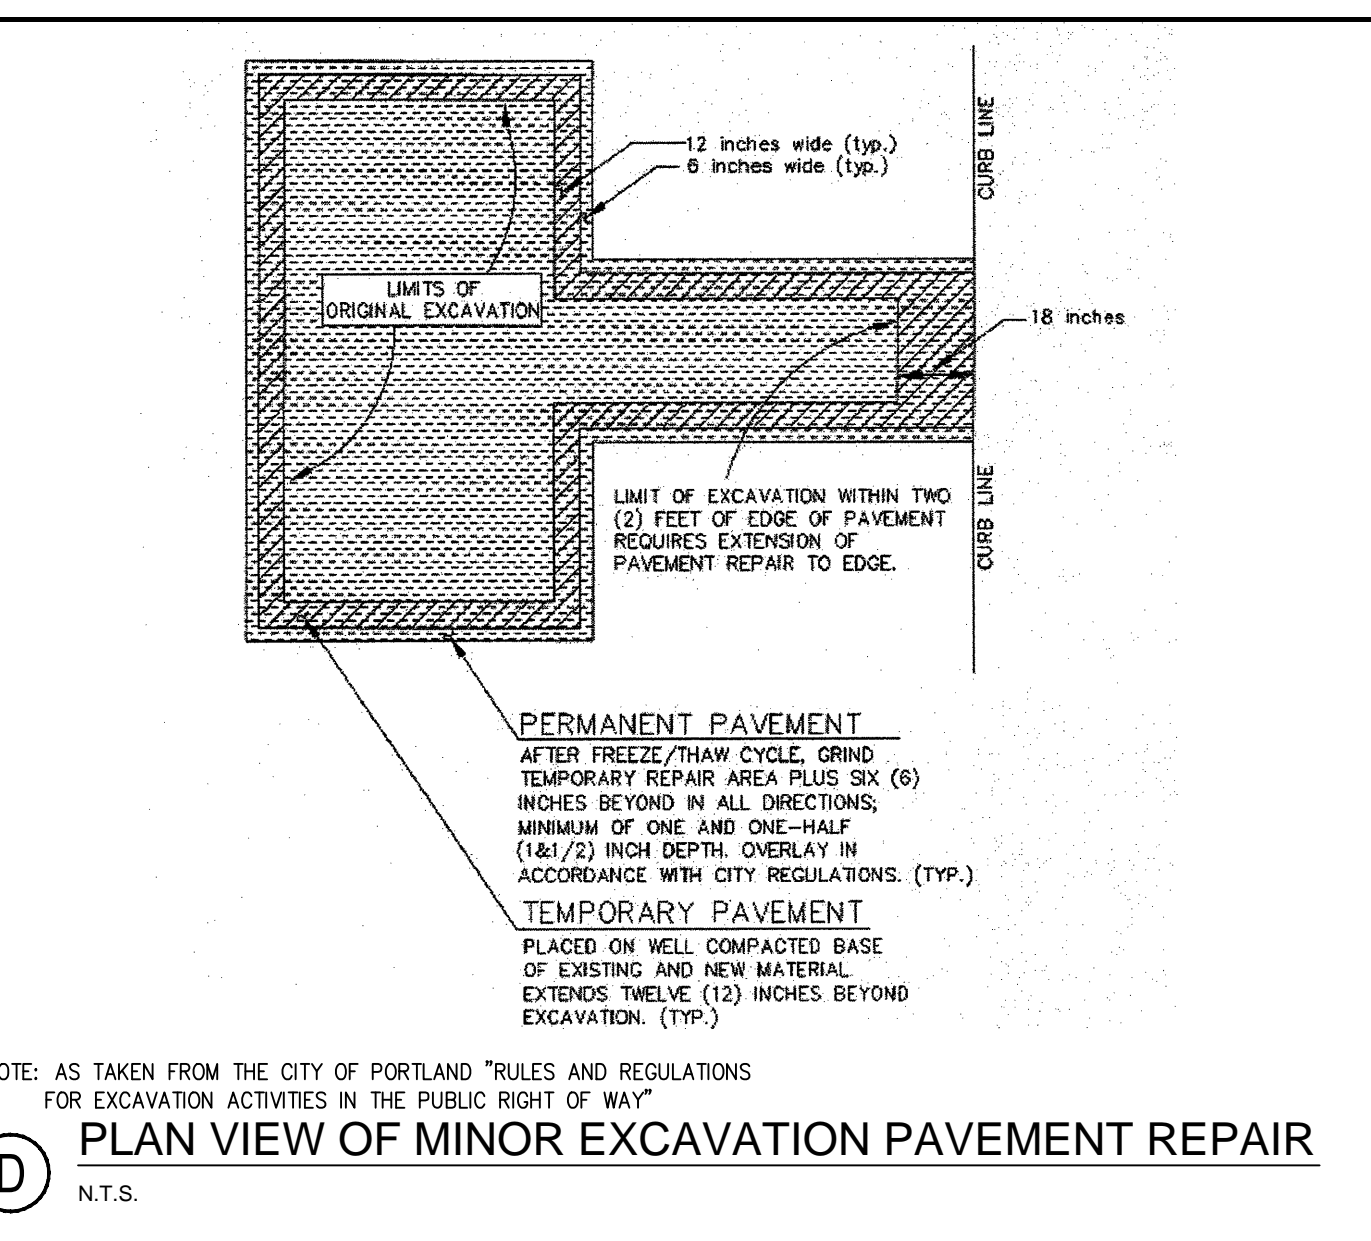 12 inches wide (typ.)
6 inches wide (typ.)
CURB LINE
LIMITS OF
ORIGINAL EXCAVATION
18 inches
LIMIT OF EXCAVATION WITHIN TWO
(2) FEET OF EDGE OF PAVEMENT
REQUIRES EXTENSION OF
PAVEMENT REPAIR TO EDGE.
CURB LINE
PERMANENT PAVEMENT
AFTER FREEZE/THAW CYCLE, GRIND
TEMPORARY REPAIR AREA PLUS SIX (6)
INCHES BEYOND IN ALL DIRECTIONS;
MINIMUM OF ONE AND ONE-HALF
(1&1/2) INCH DEPTH. OVERLAY IN
ACCORDANCE WITH CITY REGULATIONS. (TYP.)
TEMPORARY PAVEMENT
PLACED ON WELL COMPACTED BASE
OF EXISTING AND NEW MATERIAL
EXTENDS TWELVE (12) INCHES BEYOND
EXCAVATION. (TYP.)
OTE: AS TAKEN FROM THE CITY OF PORTLAND "RULES AND REGULATIONS
FOR EXCAVATION ACTIVITIES IN THE PUBLIC RIGHT OF WAY"
D PLAN VIEW OF MINOR EXCAVATION PAVEMENT REPAIR
N.T.S.